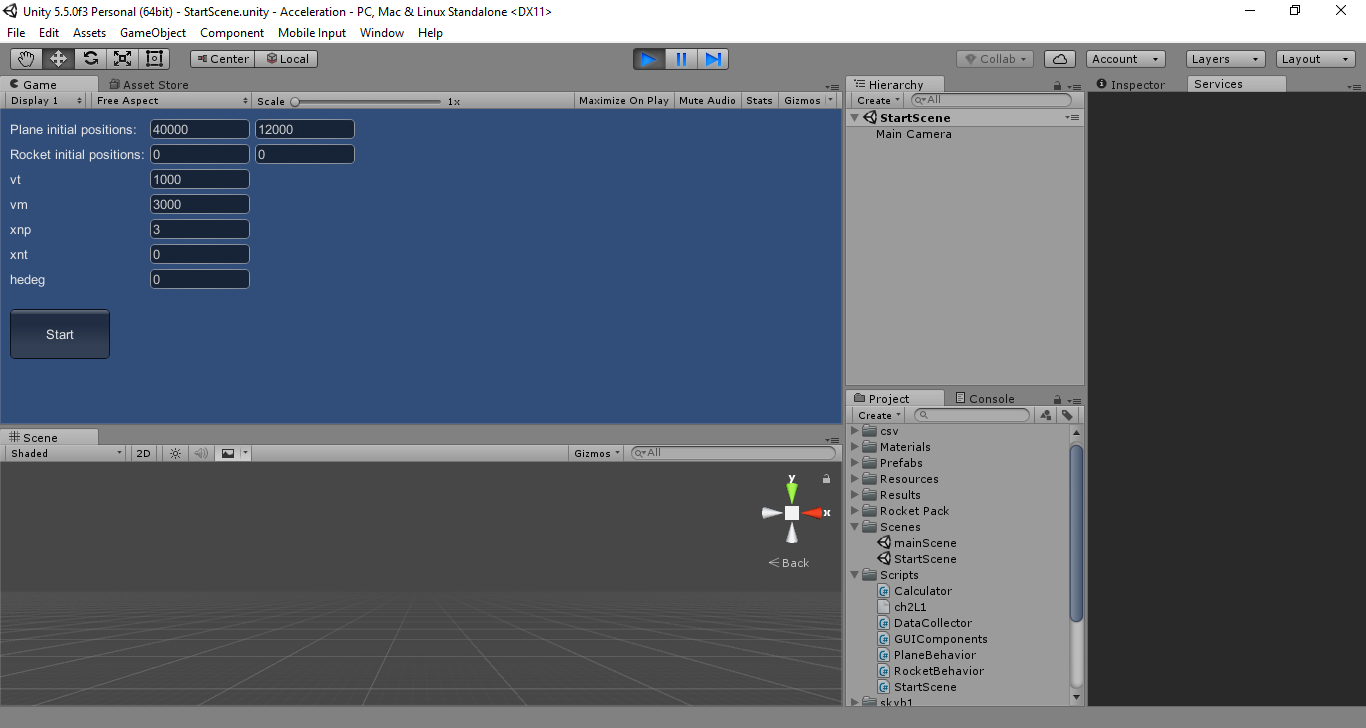 Unity 5.5.0f3 Personal (64bit) - StartScene.unity - Acceleration - PC, Mac & Linux Standalone <DX11>
File Edit Assets GameObject Component Mobile Input Window Help
Center Local Collab Account Layers Layout
Game Asset Store
Display 1 Free Aspect Scale 1x Maximize On Play Mute Audio Stats Gizmos
Plane initial positions: 40000 12000
Rocket initial positions: 0 0
vt 1000
vm 3000
xnp 3
xnt 0
hedeg 0
Start
Scene
Shaded 2D Gizmos All
y
x
Back
Hierarchy
Create All
StartScene
Main Camera
Project Console
Create
csv
Materials
Prefabs
Resources
Results
Rocket Pack
Scenes
mainScene
StartScene
Scripts
Calculator
ch2L1
DataCollector
GUIComponents
PlaneBehavior
RocketBehavior
StartScene
skyb1
Inspector Services